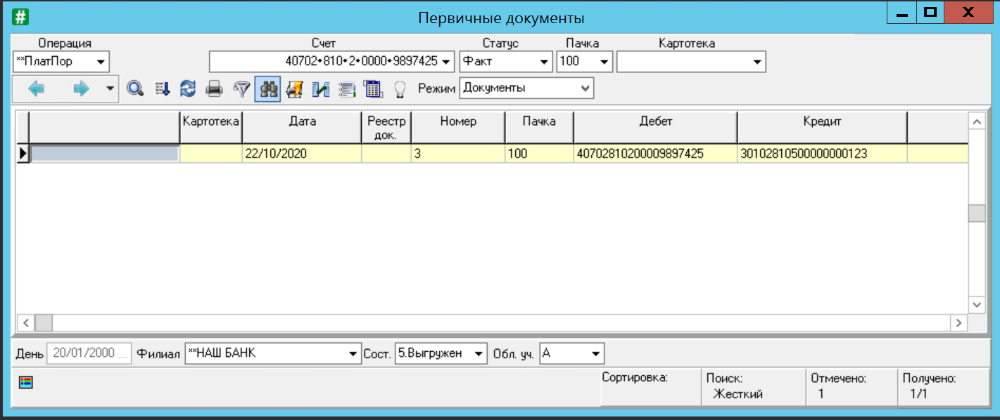 Первичные документы
Операция Счет Статус Пачка Картотека
**ПлатПор 40702•810•2•0000•9897425 Факт 100
Режим Документы
Картотека Дата Реестр док. Номер Пачка Дебет Кредит
22/10/2020 3 100 40702810200009897425 30102810500000000123
День 20/01/2000 ... Филиал **НАШ БАНК Сост. 5.Выгружен Обл. уч. А
Сортировка: Поиск: Отмечено: Получено:
Жесткий 1 1/1